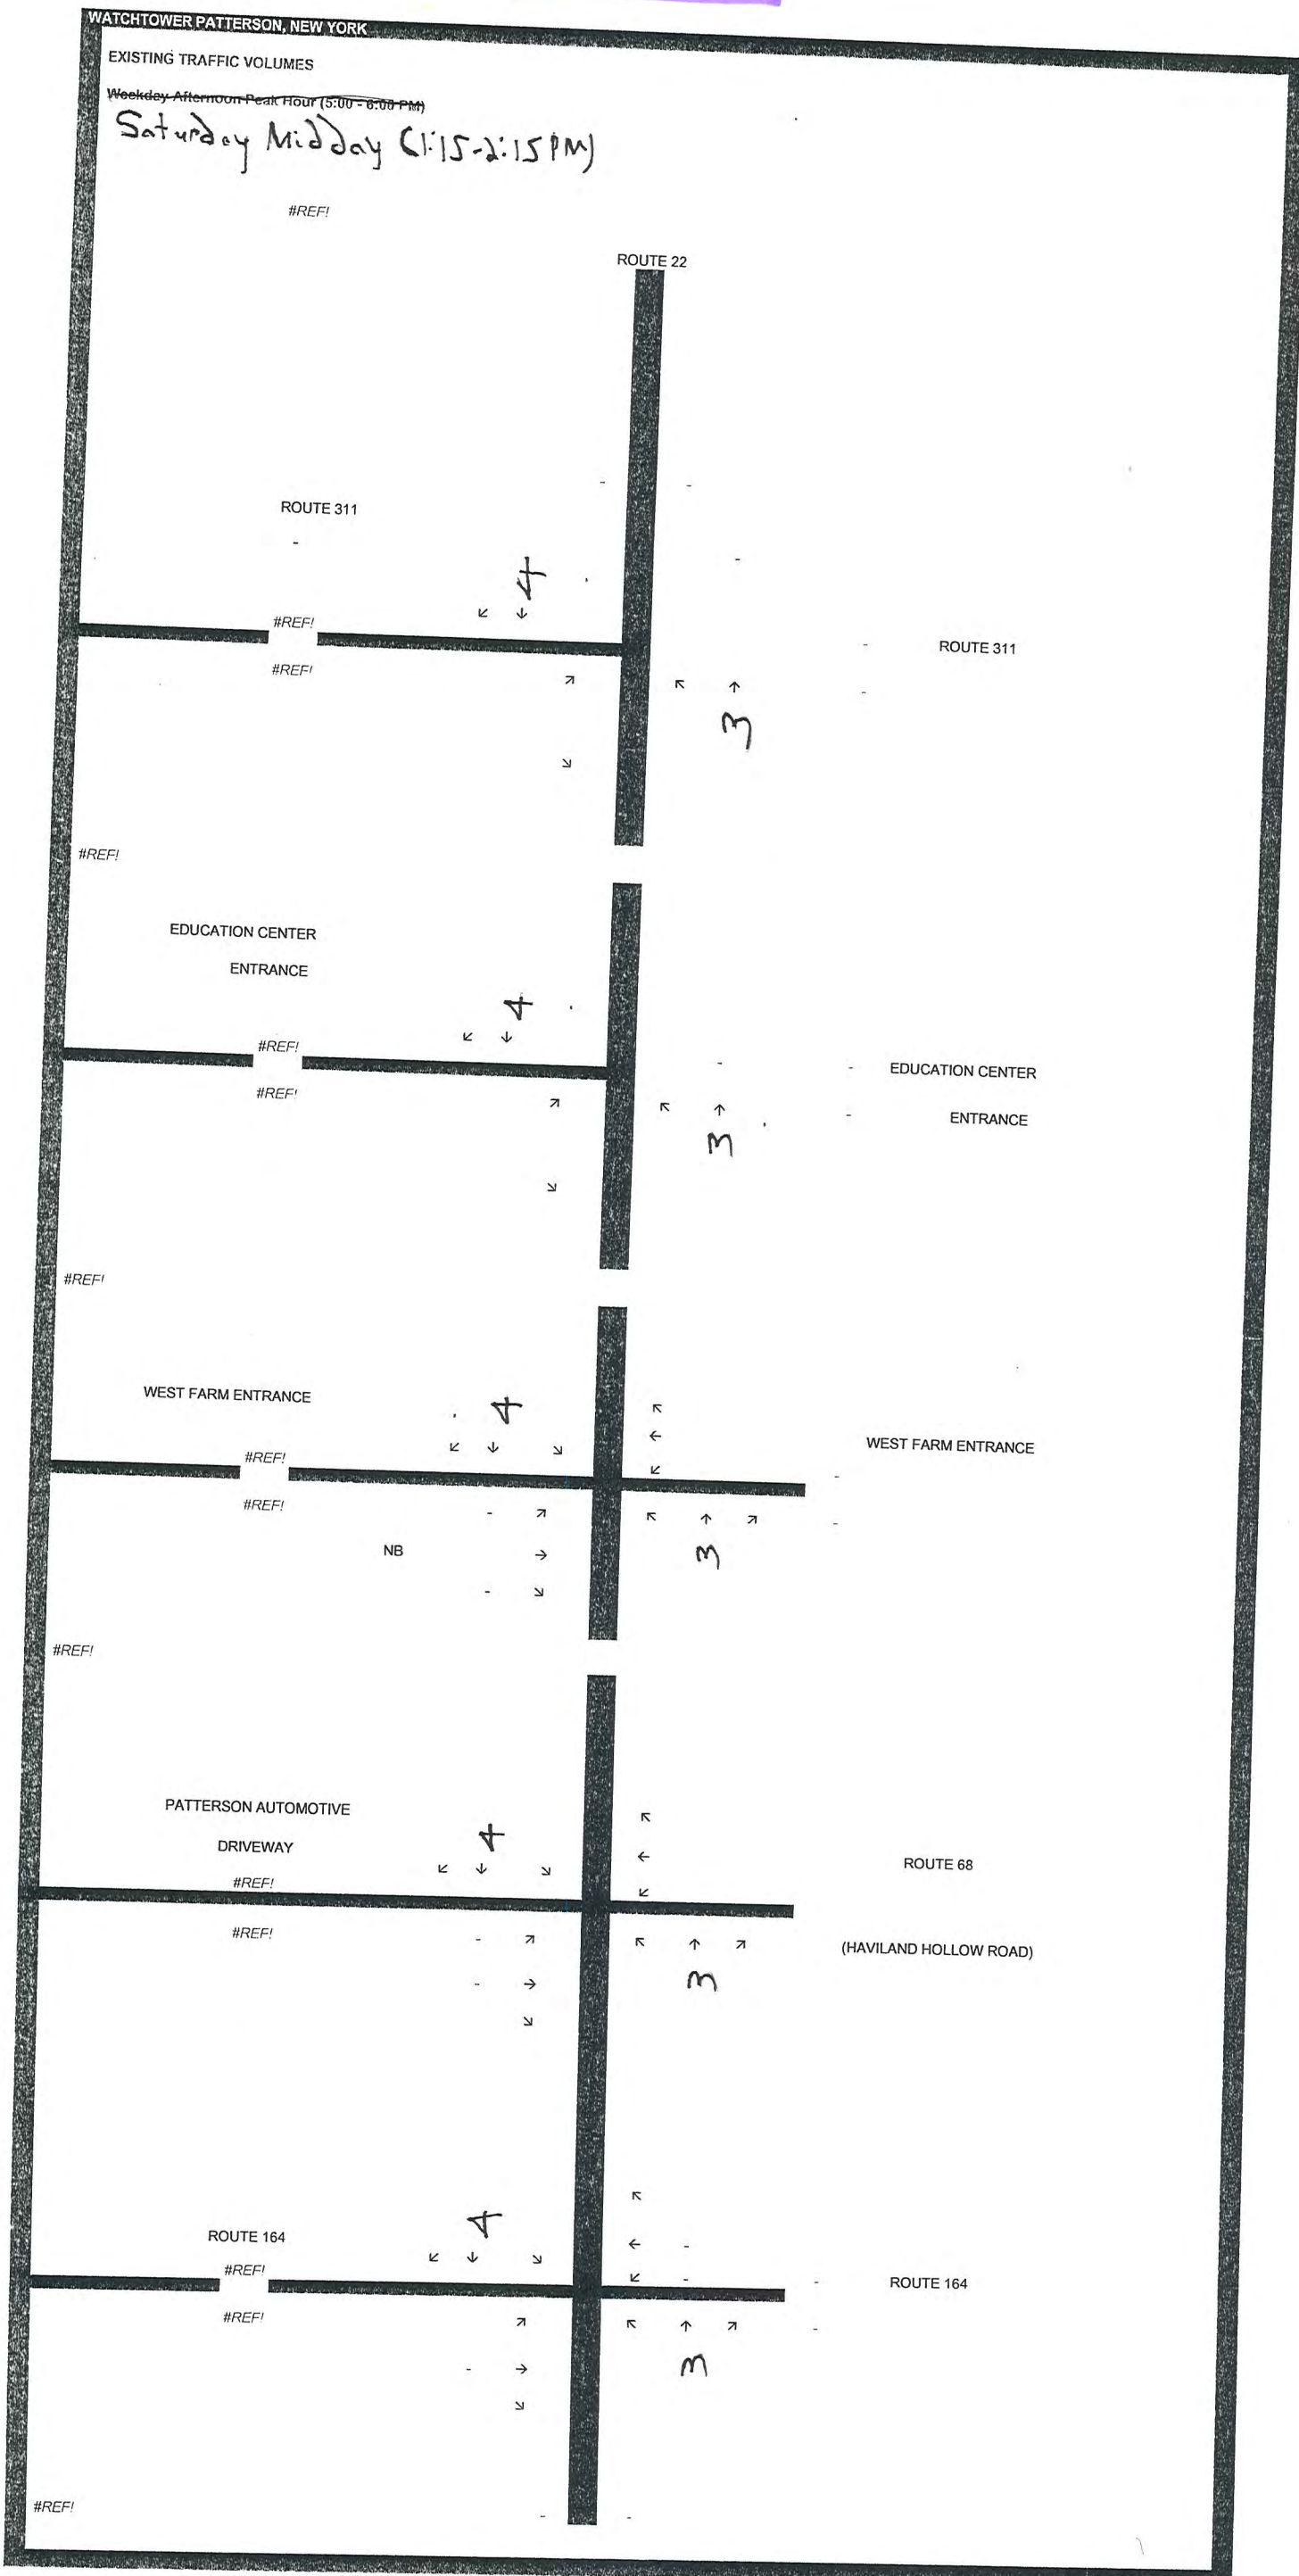 WATCHTOWER PATTERSON, NEW YORK
EXISTING TRAFFIC VOLUMES
Weekday Afternoon Peak Hour (5:00 - 6:00 PM)
Saturday Midday (1:15-2:15PM)
#REF!
ROUTE 22
- -
ROUTE 311
-
4
-
↙ ↓
#REF!
- ROUTE 311
#REF!
↗ ↖ ↑ -
3
↘
#REF!
EDUCATION CENTER
ENTRANCE
4
↙ ↓
#REF!
- - EDUCATION CENTER
#REF!
↗ ↖ ↑ - ENTRANCE
3
↘
#REF!
WEST FARM ENTRANCE
4 ↖
←
↙ ↓ ↘ WEST FARM ENTRANCE
#REF! ↙
-
#REF!
- ↗ ↖ ↑ ↗ -
NB → 3
- ↘
#REF!
PATTERSON AUTOMOTIVE
↖
4
DRIVEWAY
← ROUTE 68
↙ ↓ ↘
#REF! ↙
#REF!
- ↗ ↖ ↑ ↗ (HAVILAND HOLLOW ROAD)
- → 3
↘
↖
4
ROUTE 164
← -
↙ ↓ ↘
#REF! ↙ - - ROUTE 164
#REF!
↗ ↖ ↑ ↗ -
- → 3
↘
#REF!
- -